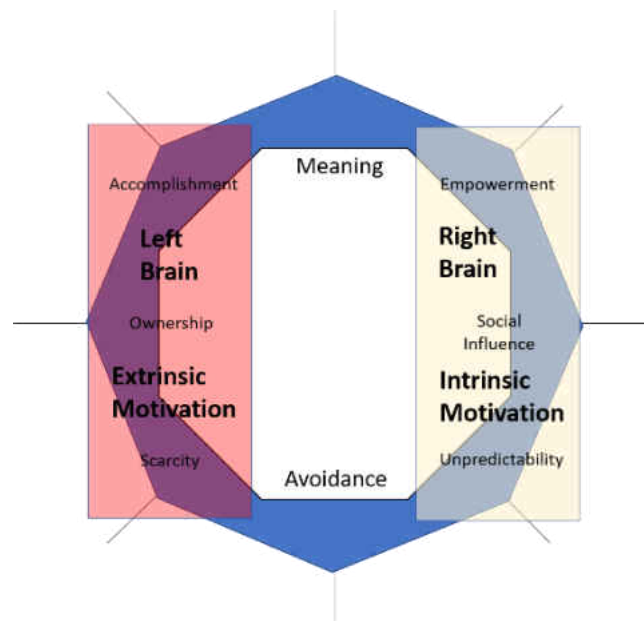 Meaning
Accomplishment
Empowerment
Left
Brain
Right
Brain
Ownership
Social
Influence
Extrinsic
Motivation
Intrinsic
Motivation
Scarcity
Unpredictability
Avoidance